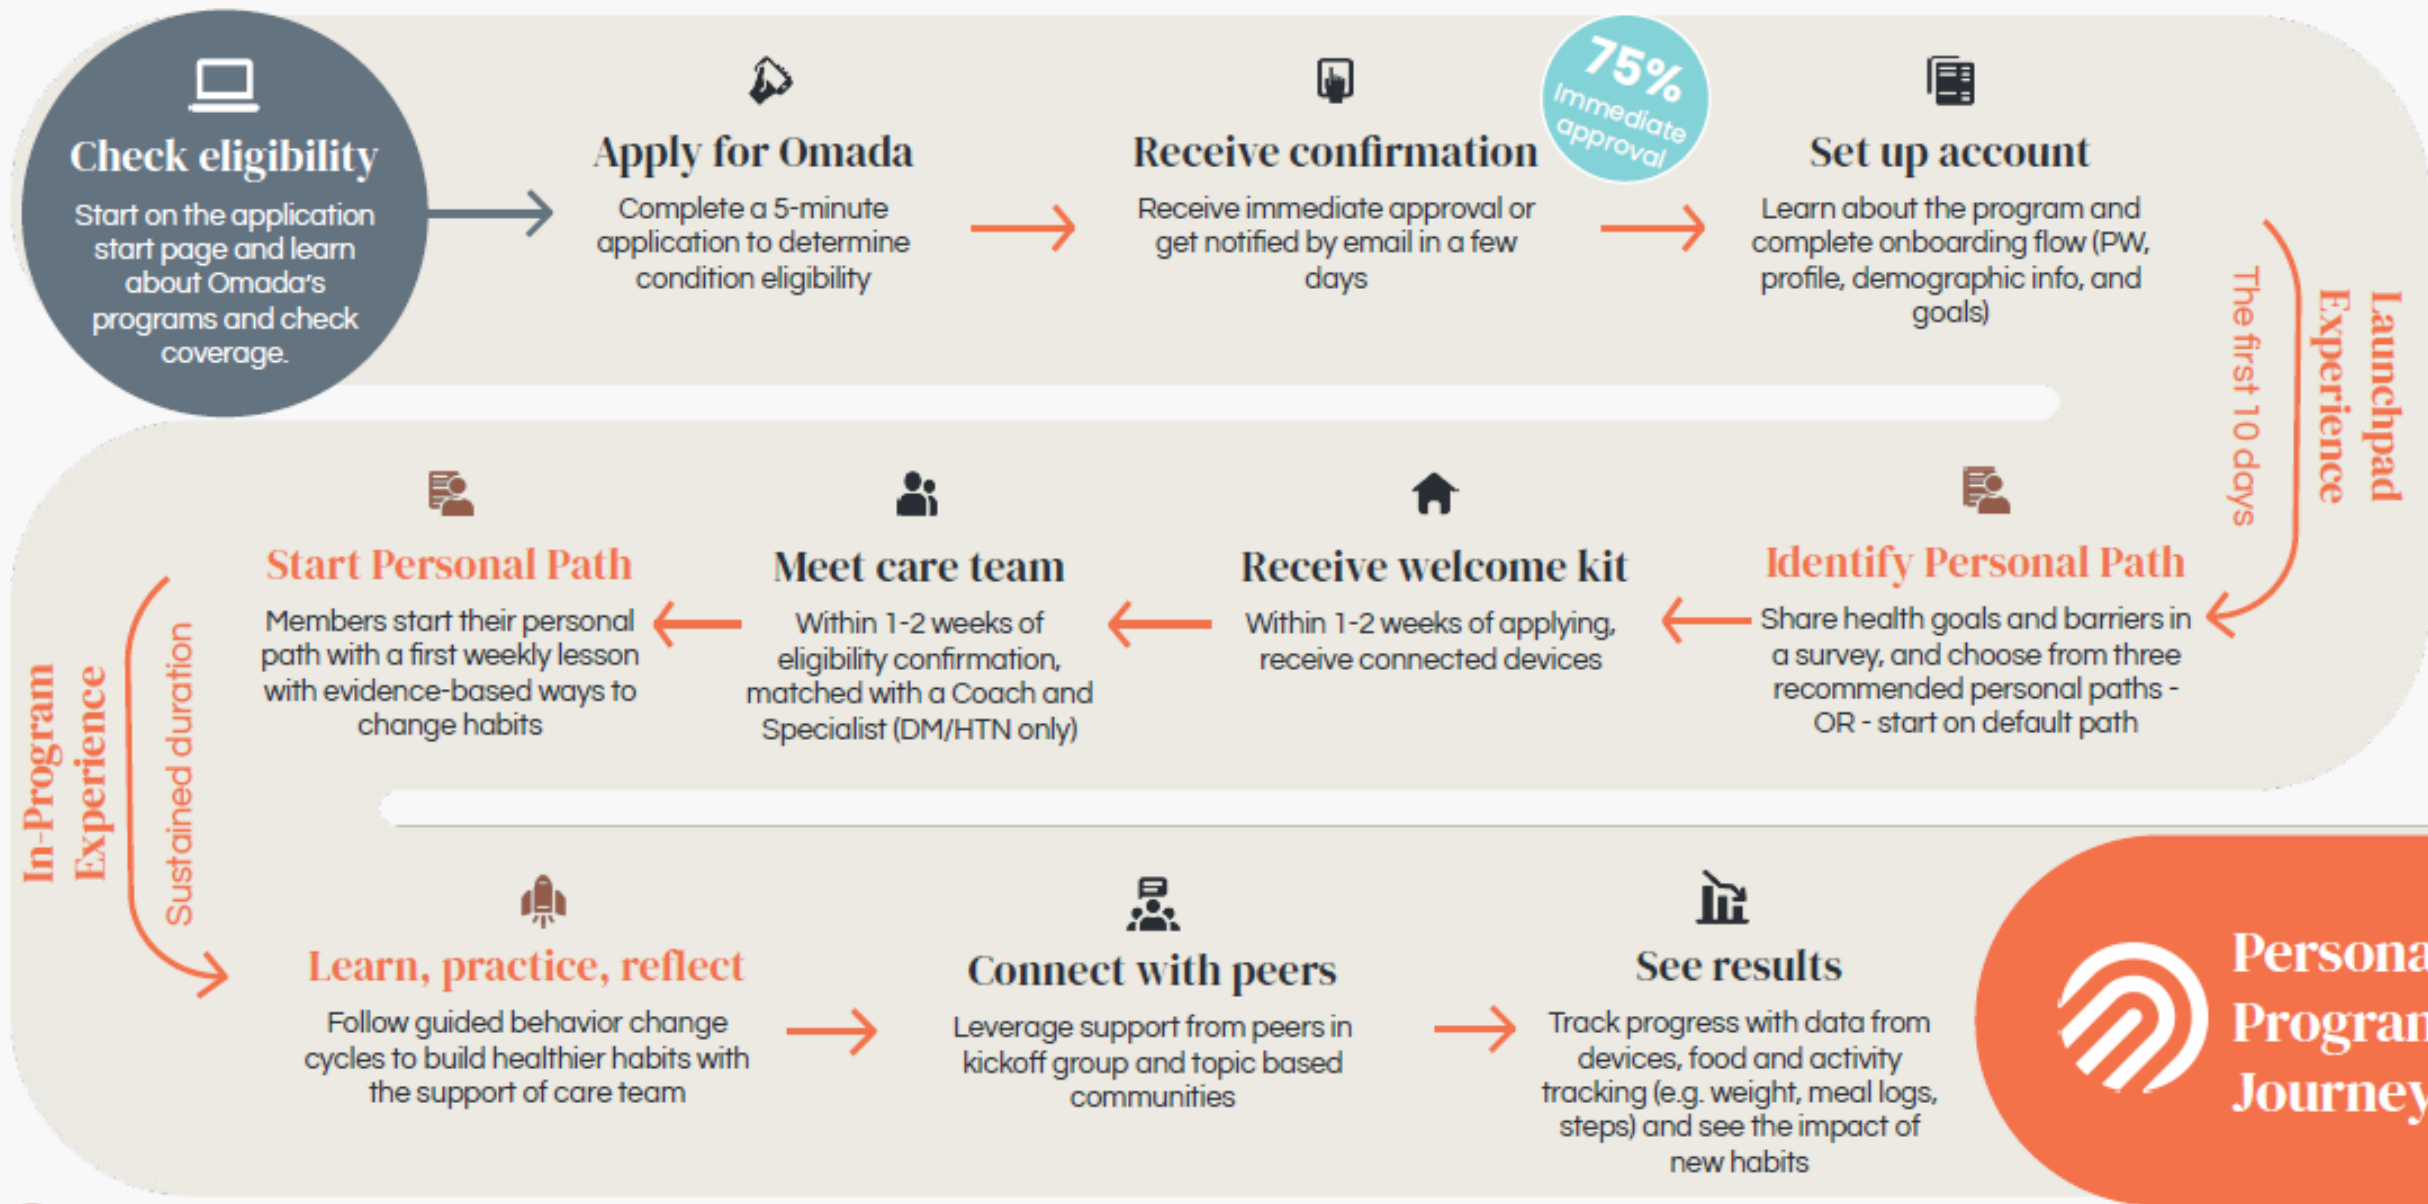 Check eligibility
Start on the application
start page and learn
about Omada's
programs and check
coverage.
Apply for Omada
Complete a 5-minute
application to determine
condition eligibility
Receive confirmation
Receive immediate approval or
get notified by email in a few
days
75%
Immediate
approval
Set up account
Learn about the program and
complete onboarding flow (PW,
profile, demographic info, and
goals)
Launchpad
Experience
The first 10 days
Identify Personal Path
Share health goals and barriers in
a survey, and choose from three
recommended personal paths -
OR - start on default path
Receive welcome kit
Within 1-2 weeks of applying,
receive connected devices
Meet care team
Within 1-2 weeks of
eligibility confirmation,
matched with a Coach and
Specialist (DM/HTN only)
Start Personal Path
Members start their personal
path with a first weekly lesson
with evidence-based ways to
change habits
In-Program
Experience
Sustained duration
Learn, practice, reflect
Follow guided behavior change
cycles to build healthier habits with
the support of care team
Connect with peers
Leverage support from peers in
kickoff group and topic based
communities
See results
Track progress with data from
devices, food and activity
tracking (e.g. weight, meal logs,
steps) and see the impact of
new habits
Persona
Program
Journey